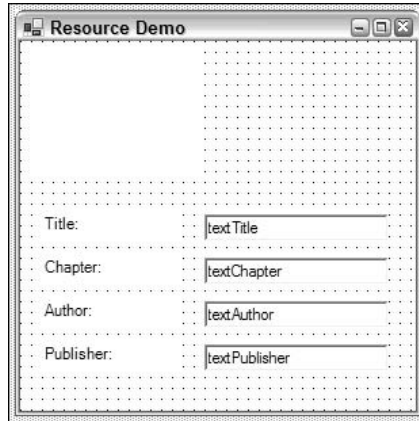 Resource Demo
Title: textTitle
Chapter: textChapter
Author: textAuthor
Publisher: textPublisher